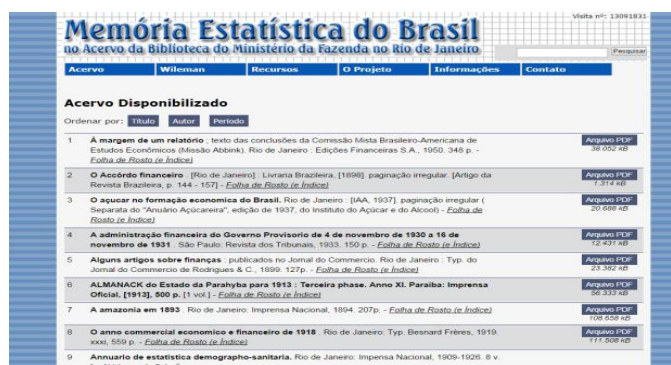 Visita nº: 13091831
Memória Estatística do Brasil
no Acervo da Biblioteca do Ministério da Fazenda no Rio de Janeiro
Pesquisar
Acervo Wileman Recursos O Projeto Informações Contato
Acervo Disponibilizado
Ordenar por: Título Autor Período
1 À margem de um relatório ; texto das conclusões da Comissão Mista Brasileiro-Americana de Arquivo PDF
Estudos Econômicos (Missão Abbink). Rio de Janeiro : Edições Financeiras S.A., 1950. 348 p. - 38.052 kB
Folha de Rosto (e Índice)
2 O Accôrdo financeiro . [Rio de Janeiro] : Livraria Brazileira, [1898]. paginação irregular. [Artigo da Arquivo PDF
Revista Brazileira, p. 144 - 157] - Folha de Rosto (e Índice) 1.314 kB
3 O açucar no formação economica do Brasil. Rio de Janeiro : [IAA, 1937]. paginação irregular ( Arquivo PDF
Separata do "Anuário Açúcareira", edição de 1937, do Instituto do Açúcar e do Alcool) - Folha de 20.686 kB
Rosto (e Índice)
4 A administração financeira do Governo Provisorio de 4 de novembro de 1930 a 16 de Arquivo PDF
novembro de 1931 . São Paulo: Revista dos Tribunais, 1933. 150 p. - Folha de Rosto (e Índice) 12.431 kB
5 Alguns artigos sobre finanças : publicados no Jornal do Commercio. Rio de Janeiro : Typ. do Arquivo PDF
Jornal do Commercio de Rodrigues & C., 1899. 127p. - Folha de Rosto (e Índice) 23.382 kB
6 ALMANACK do Estado da Parahyba para 1913 : Terceira phase. Anno XI. Paraiba: Imprensa Arquivo PDF
Oficial, [1913], 500 p. [1 vol.] - Folha de Rosto (e Índice) 56.333 kB
7 A amazonia em 1893 . Rio de Janeiro: Imprensa Nacional, 1894. 207p. - Folha de Rosto (e Índice) Arquivo PDF
108.658 kB
8 O anno commercial economico e financeiro de 1918 . Rio de Janeiro: Typ. Besnard Frères, 1919. Arquivo PDF
xxxi, 559 p. - Folha de Rosto (e Índice) 111.508 kB
9 Annuario de estatistica demographo-sanitaria. Rio de Janeiro: Impensa Nacional, 1909-1926. 8 v. Arquivo PDF